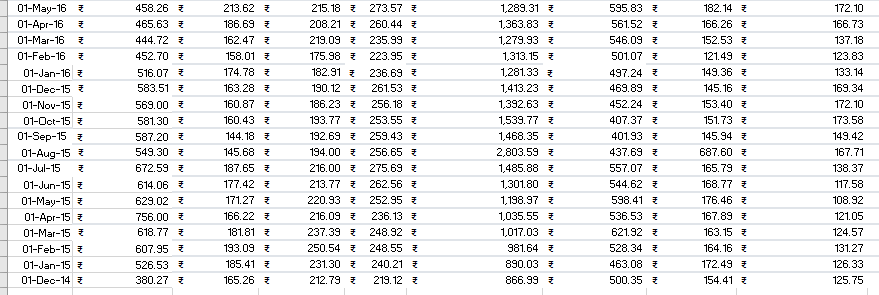 01-May-16 ₹ 458.26 ₹ 213.62 ₹ 215.18 ₹ 273.57 ₹ 1,289.31 ₹ 595.83 ₹ 182.14 ₹ 172.10
01-Apr-16 ₹ 465.63 ₹ 186.69 ₹ 208.21 ₹ 260.44 ₹ 1,363.83 ₹ 561.52 ₹ 166.26 ₹ 166.73
01-Mar-16 ₹ 444.72 ₹ 162.47 ₹ 219.09 ₹ 235.99 ₹ 1,279.93 ₹ 546.09 ₹ 152.53 ₹ 137.18
01-Feb-16 ₹ 452.70 ₹ 158.01 ₹ 175.98 ₹ 223.95 ₹ 1,313.15 ₹ 501.07 ₹ 121.49 ₹ 123.83
01-Jan-16 ₹ 516.07 ₹ 174.78 ₹ 182.91 ₹ 236.69 ₹ 1,281.33 ₹ 497.24 ₹ 149.36 ₹ 133.14
01-Dec-15 ₹ 583.51 ₹ 163.28 ₹ 190.12 ₹ 261.53 ₹ 1,413.23 ₹ 469.89 ₹ 145.16 ₹ 169.34
01-Nov-15 ₹ 569.00 ₹ 160.87 ₹ 186.23 ₹ 256.18 ₹ 1,392.63 ₹ 452.24 ₹ 153.40 ₹ 172.10
01-Oct-15 ₹ 581.30 ₹ 160.43 ₹ 193.77 ₹ 253.55 ₹ 1,539.77 ₹ 407.37 ₹ 151.73 ₹ 173.58
01-Sep-15 ₹ 587.20 ₹ 144.18 ₹ 192.69 ₹ 259.43 ₹ 1,468.35 ₹ 401.93 ₹ 145.94 ₹ 149.42
01-Aug-15 ₹ 549.30 ₹ 145.68 ₹ 194.00 ₹ 256.65 ₹ 2,803.59 ₹ 437.69 ₹ 687.60 ₹ 167.71
01-Jul-15 ₹ 672.59 ₹ 187.65 ₹ 216.00 ₹ 275.69 ₹ 1,485.88 ₹ 557.07 ₹ 165.79 ₹ 138.37
01-Jun-15 ₹ 614.06 ₹ 177.42 ₹ 213.77 ₹ 262.56 ₹ 1,301.80 ₹ 544.62 ₹ 168.77 ₹ 117.58
01-May-15 ₹ 629.02 ₹ 171.27 ₹ 220.93 ₹ 252.95 ₹ 1,198.97 ₹ 598.41 ₹ 176.46 ₹ 108.92
01-Apr-15 ₹ 756.00 ₹ 166.22 ₹ 216.09 ₹ 236.13 ₹ 1,035.55 ₹ 536.53 ₹ 167.89 ₹ 121.05
01-Mar-15 ₹ 618.77 ₹ 181.81 ₹ 237.39 ₹ 248.92 ₹ 1,017.03 ₹ 621.92 ₹ 163.15 ₹ 124.57
01-Feb-15 ₹ 607.95 ₹ 193.09 ₹ 250.54 ₹ 248.55 ₹ 981.64 ₹ 528.34 ₹ 164.16 ₹ 131.27
01-Jan-15 ₹ 526.53 ₹ 185.41 ₹ 231.30 ₹ 240.21 ₹ 890.03 ₹ 463.08 ₹ 172.49 ₹ 126.33
01-Dec-14 ₹ 380.27 ₹ 165.26 ₹ 212.79 ₹ 219.12 ₹ 866.99 ₹ 500.35 ₹ 154.41 ₹ 125.75